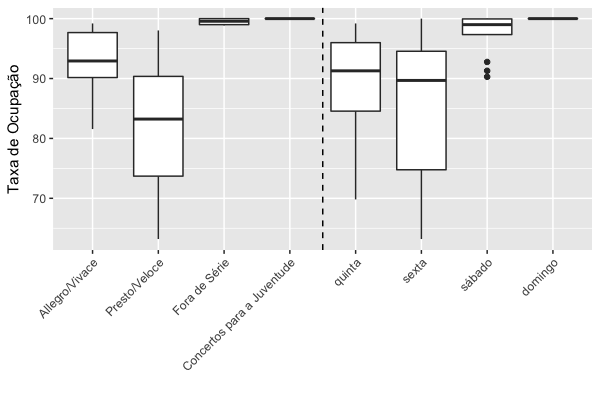 Taxa de Ocupação
100
90
80
70
Allegro/Vivace
Presto/Veloce
Fora de Série
Concertos para a Juventude
quinta
sexta
sábado
domingo